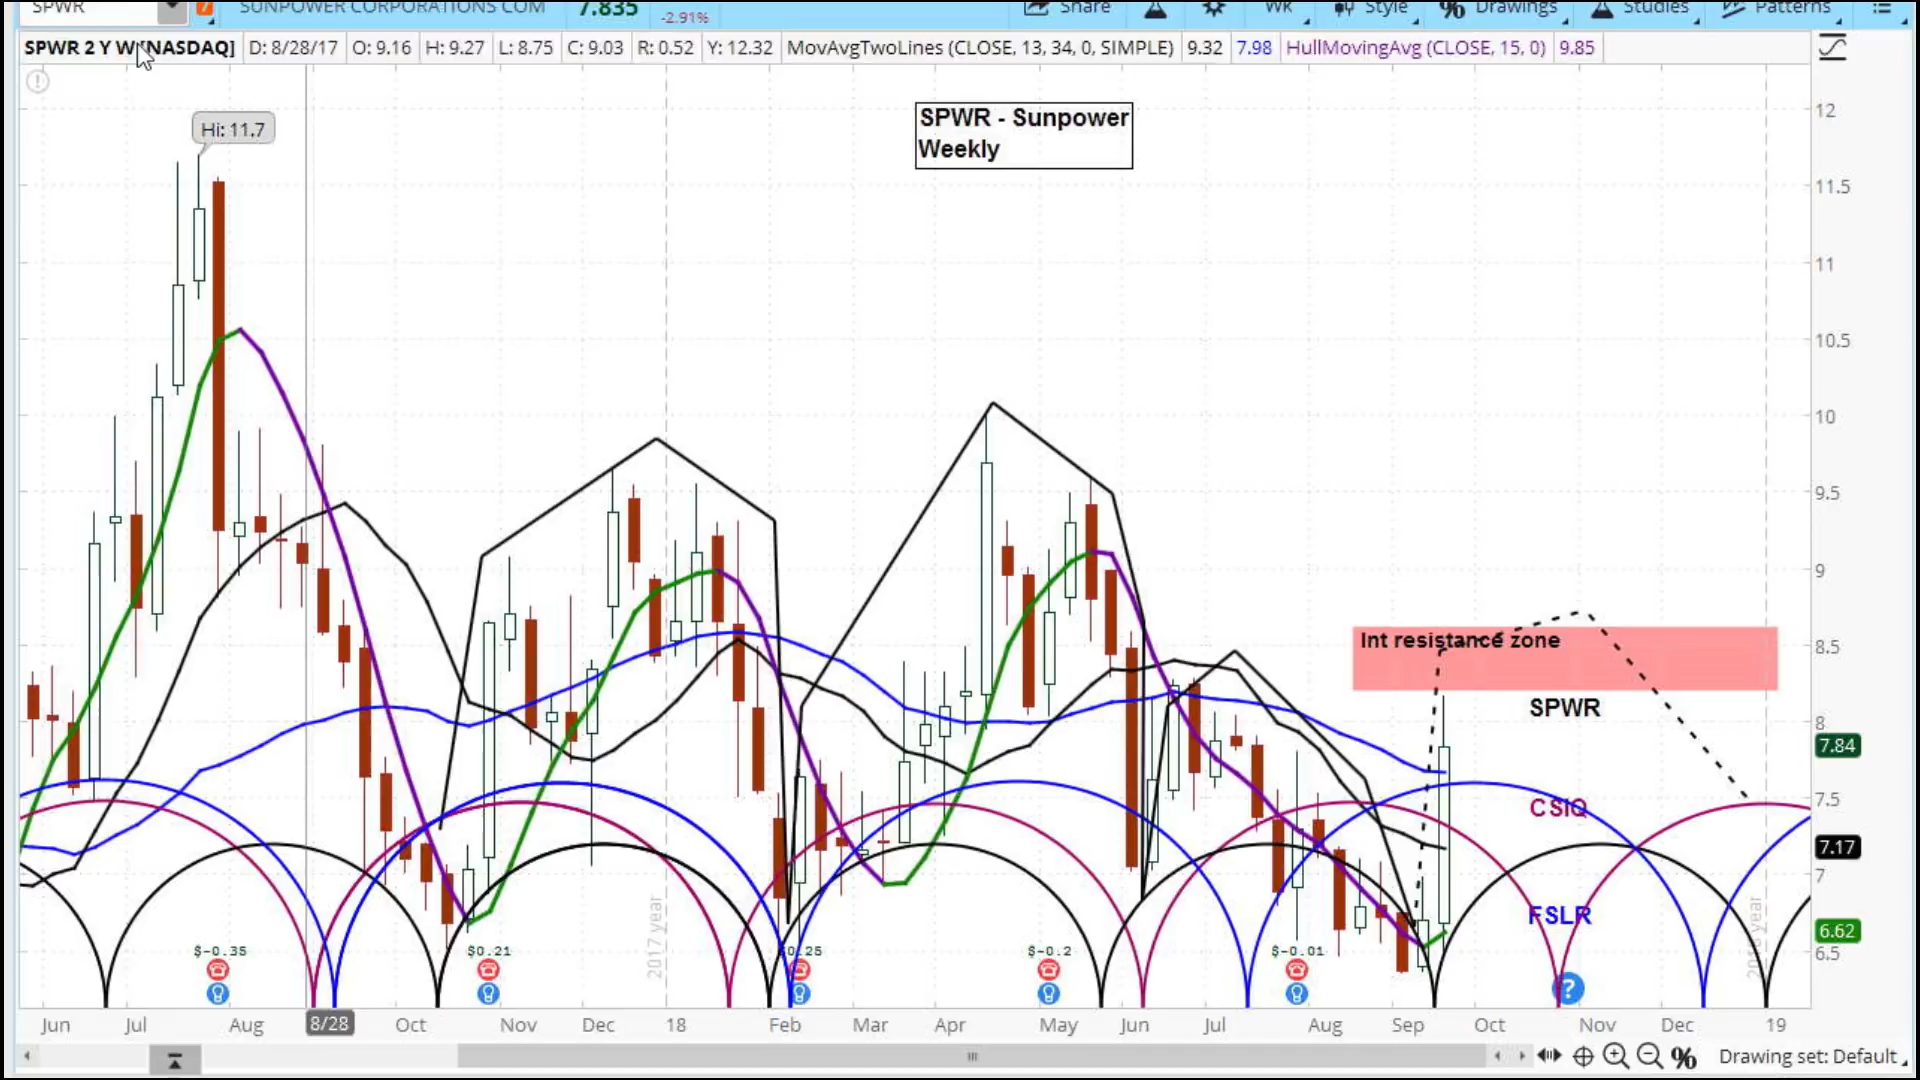 SPWR
SUNPOWER CORPORATIONS COM
7.835
-2.91%
Share
Wk
Style
% Drawings
Studies
Patterns
SPWR 2 Y W [NASDAQ]
D: 8/28/17
O: 9.16
H: 9.27
L: 8.75
C: 9.03
R: 0.52
Y: 12.32
MovAvgTwoLines (CLOSE, 13, 34, 0, SIMPLE)
9.32
7.98
HullMovingAvg (CLOSE, 15, 0)
9.85
SPWR - Sunpower
Weekly
Hi: 11.7
12
11.5
11
10.5
10
9.5
9
8.5
8
7.84
7.5
7.17
7
6.62
6.5
Int resistance zone
SPWR
CSIQ
FSLR
$-0.35
$0.21
$-0.2
$-0.01
2017 year
?
Jun
Jul
Aug
8/28
Oct
Nov
Dec
18
Feb
Mar
Apr
May
Jun
Jul
Aug
Sep
Oct
Nov
Dec
19
%
Drawing set: Default